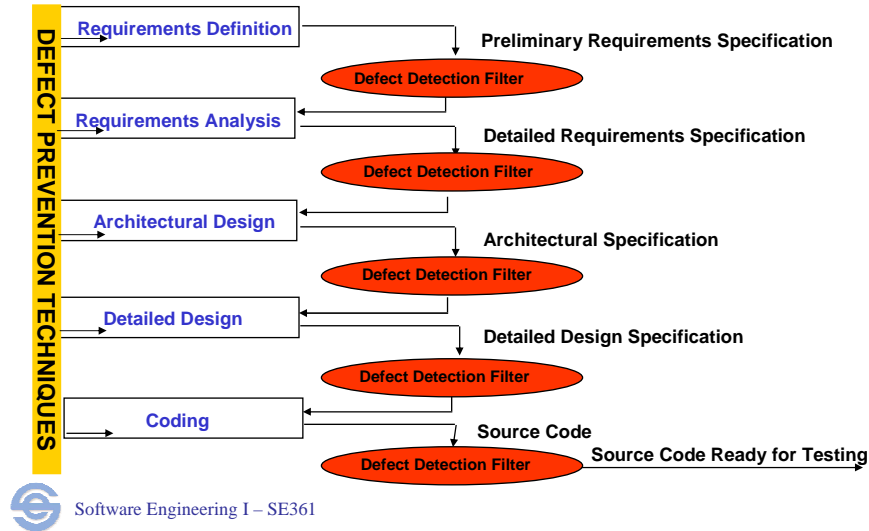 DEFECT PREVENTION TECHNIQUES
Requirements Definition
Preliminary Requirements Specification
Defect Detection Filter
Requirements Analysis
Detailed Requirements Specification
Defect Detection Filter
Architectural Design
Architectural Specification
Defect Detection Filter
Detailed Design
Detailed Design Specification
Defect Detection Filter
Coding
Source Code
Defect Detection Filter
Source Code Ready for Testing
Software Engineering I – SE361